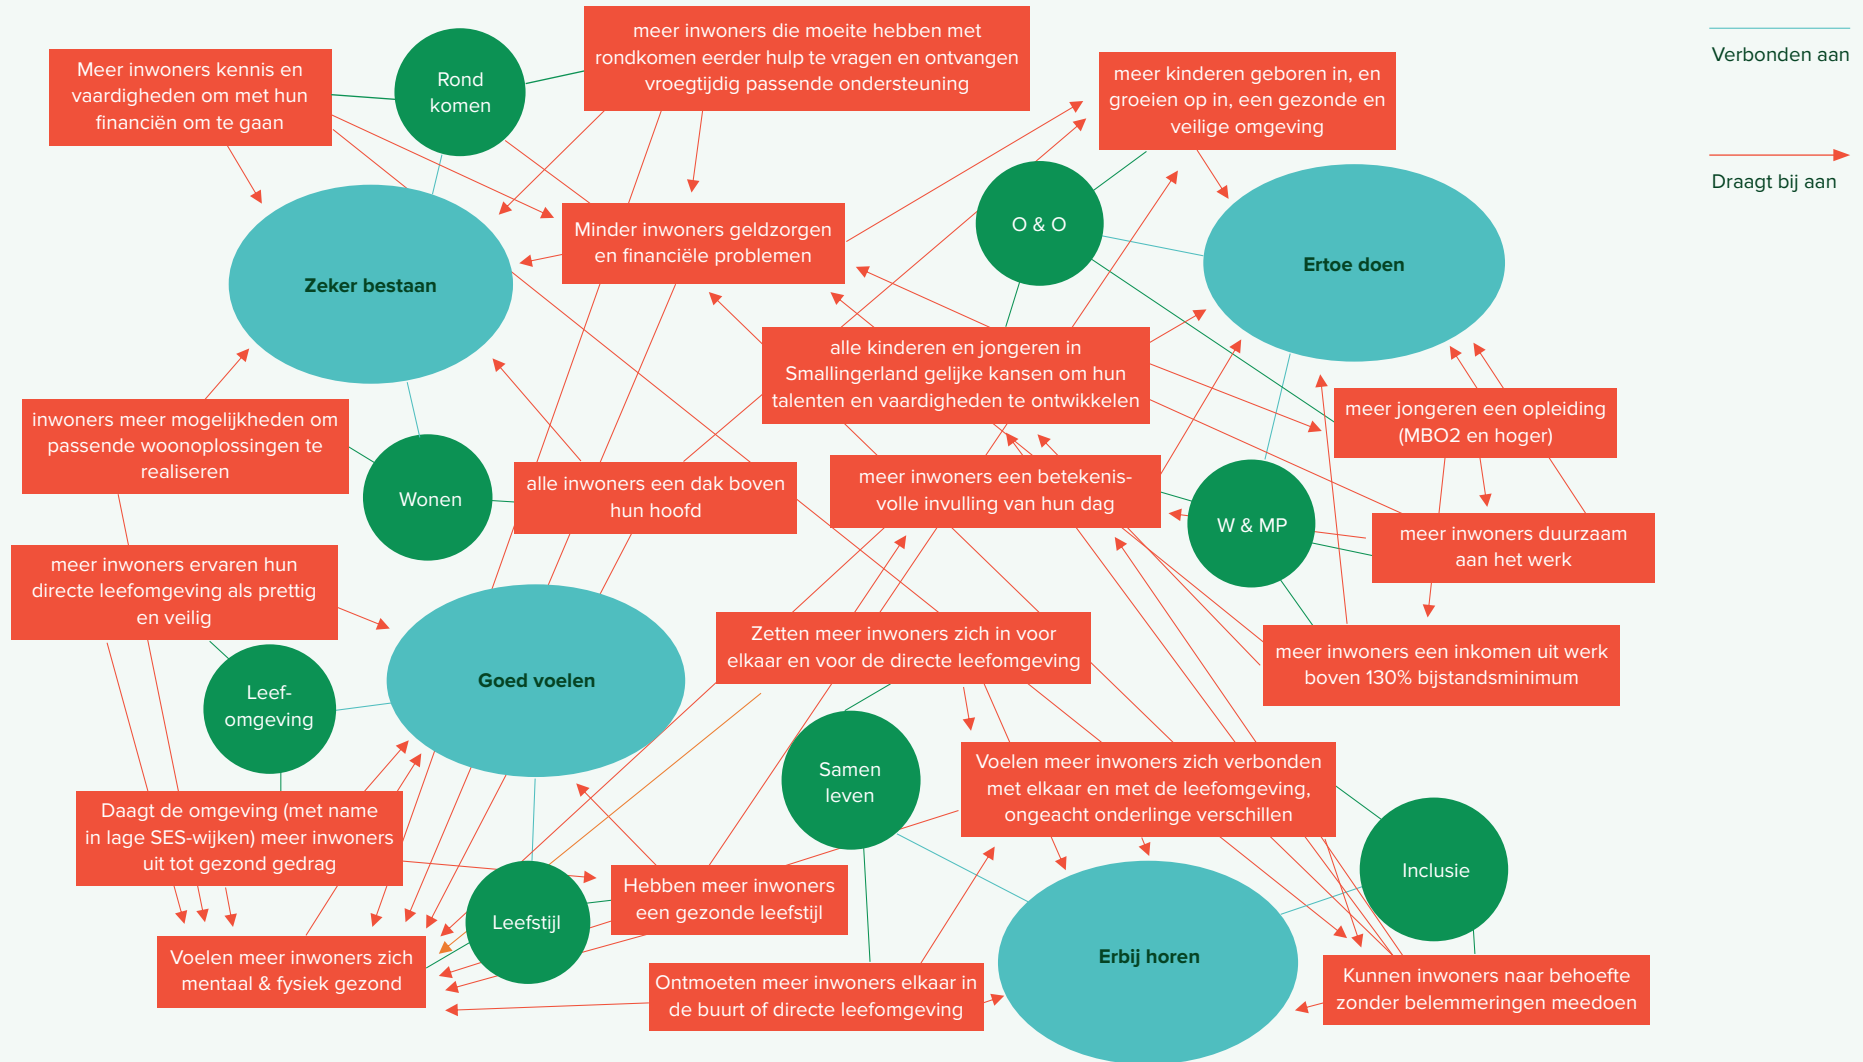 meer inwoners die moeite hebben met
rondkomen eerder hulp te vragen en ontvangen
vroegtijdig passende ondersteuning
Meer inwoners kennis en
vaardigheden om met hun
financiën om te gaan
Rond
komen
meer kinderen geboren in, en
groeien op in, een gezonde en
veilige omgeving
Verbonden aan
Draagt bij aan
Minder inwoners geldzorgen
en financiële problemen
O & O
Zeker bestaan
Ertoe doen
alle kinderen en jongeren in
Smallingerland gelijke kansen om hun
talenten en vaardigheden te ontwikkelen
inwoners meer mogelijkheden om
passende woonoplossingen te
realiseren
meer jongeren een opleiding
(MBO2 en hoger)
Wonen
alle inwoners een dak boven
hun hoofd
meer inwoners een betekenis-
volle invulling van hun dag
W & MP
meer inwoners duurzaam
aan het werk
meer inwoners ervaren hun
directe leefomgeving als prettig
en veilig
Zetten meer inwoners zich in voor
elkaar en voor de directe leefomgeving
meer inwoners een inkomen uit werk
boven 130% bijstandsminimum
Goed voelen
Leef-
omgeving
Samen
leven
Voelen meer inwoners zich verbonden
met elkaar en met de leefomgeving,
ongeacht onderlinge verschillen
Daagt de omgeving (met name
in lage SES-wijken) meer inwoners
uit tot gezond gedrag
Inclusie
Hebben meer inwoners
een gezonde leefstijl
Leefstijl
Voelen meer inwoners zich
mentaal & fysiek gezond
Erbij horen
Ontmoeten meer inwoners elkaar in
de buurt of directe leefomgeving
Kunnen inwoners naar behoefte
zonder belemmeringen meedoen